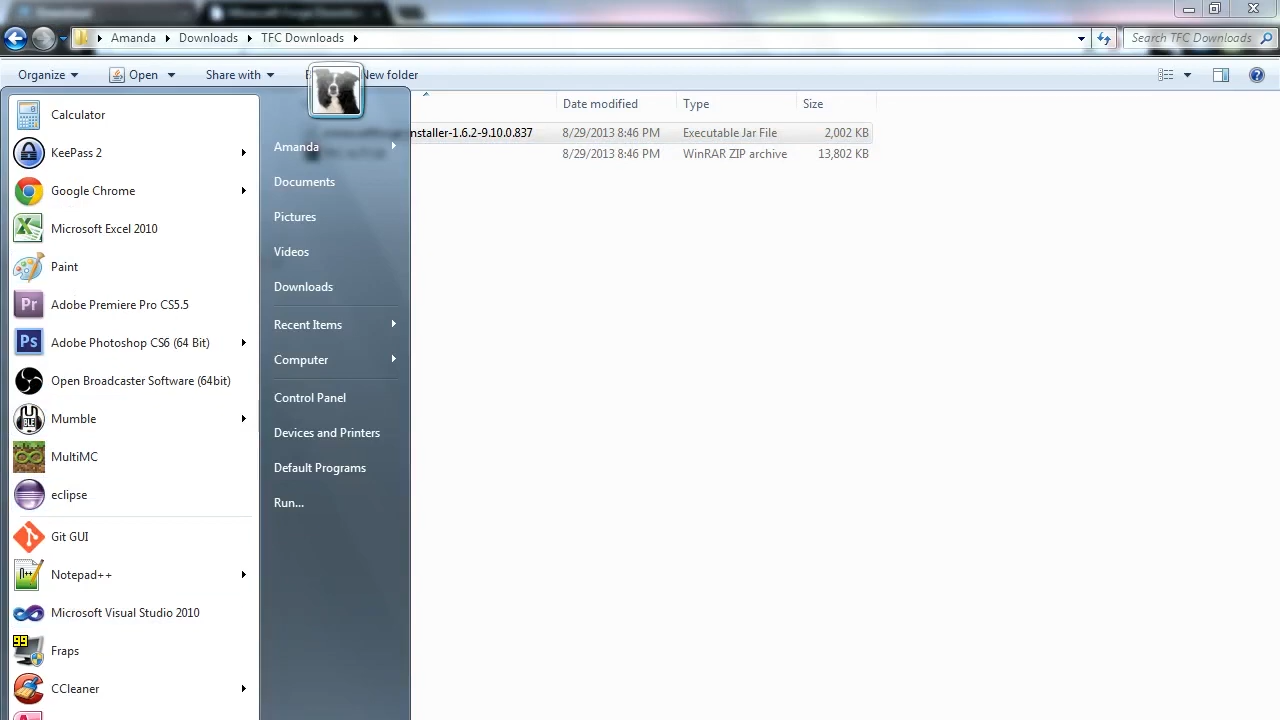 Amanda
Downloads
TFC Downloads
Search TFC Downloads
Organize
Open
Share with
New folder
Date modified
Type
Size
nstaller-1.6.2-9.10.0.837
8/29/2013 8:46 PM
Executable Jar File
2,002 KB
8/29/2013 8:46 PM
WinRAR ZIP archive
13,802 KB
Calculator
KeePass 2
Google Chrome
Microsoft Excel 2010
Paint
Adobe Premiere Pro CS5.5
Adobe Photoshop CS6 (64 Bit)
Open Broadcaster Software (64bit)
Mumble
MultiMC
eclipse
Git GUI
Notepad++
Microsoft Visual Studio 2010
Fraps
CCleaner
Amanda
Documents
Pictures
Videos
Downloads
Recent Items
Computer
Control Panel
Devices and Printers
Default Programs
Run...
Pr
Ps
99